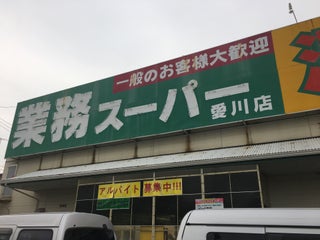 一般のお客様大歓迎
業務スーパー
愛川店
アルバイト募集中!!!